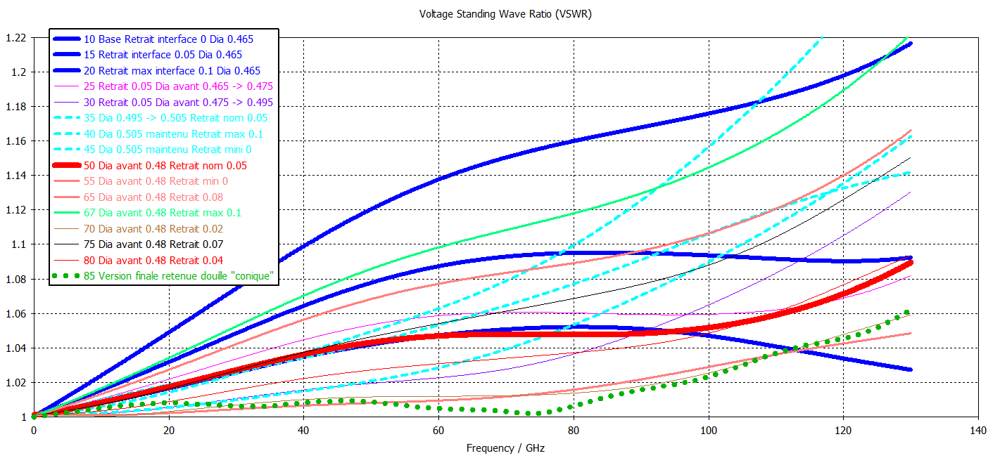 Voltage Standing Wave Ratio (VSWR)
1.22
1.2
1.18
1.16
1.14
1.12
1.1
1.08
1.06
1.04
1.02
1
10 Base Retrait interface 0 Dia 0.465
15 Retrait interface 0.05 Dia 0.465
20 Retrait max interface 0.1 Dia 0.465
25 Retrait 0.05 Dia avant 0.465 -> 0.475
30 Retrait 0.05 Dia avant 0.475 -> 0.495
35 Dia 0.495 -> 0.505 Retrait nom 0.05
40 Dia 0.505 maintenu Retrait max 0.1
45 Dia 0.505 maintenu Retrait mini 0
50 Dia avant 0.48 Retrait nom 0.05
55 Dia avant 0.48 Retrait min 0
65 Dia avant 0.48 Retrait 0.08
67 Dia avant 0.48 Retrait max 0.1
70 Dia avant 0.48 Retrait 0.02
75 Dia avant 0.48 Retrait 0.07
80 Dia avant 0.48 Retrait 0.04
85 Version finale retenue douille "conique"
0 20 40 60 80 100 120 140
Frequency / GHz